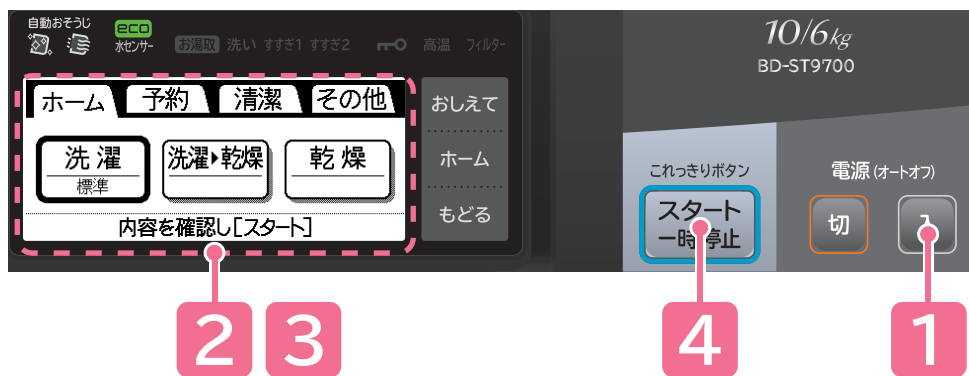 自動おそうじ
eco
水センサー
お湯取 洗い すすぎ1 すすぎ2 高温 フィルター
ホーム 予約 清潔 その他
洗濯
標準
洗濯▸乾燥
乾燥
内容を確認し[スタート]
おしえて
ホーム
もどる
10/6kg
BD-ST9700
これっきりボタン
スタート
一時停止
電源(オートオフ)
切
入
2 3 4 1